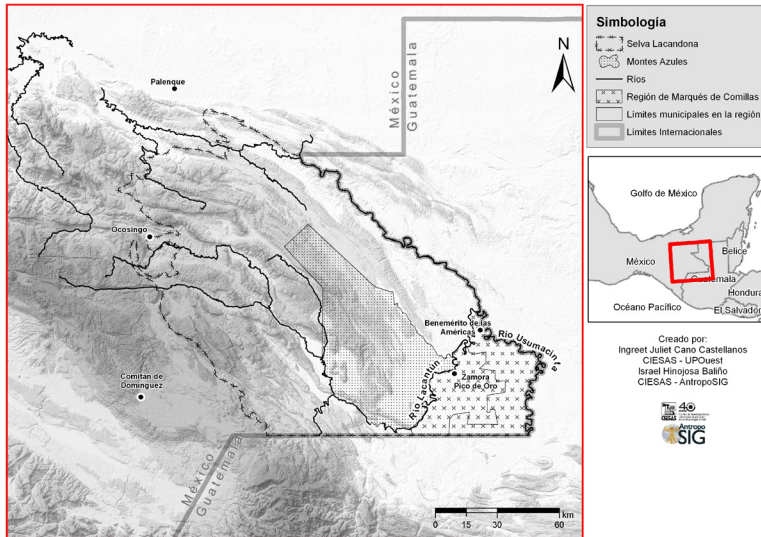 Palenque
México
Guatemala
N
Ocosingo
Benemérito de las
Américas
Río Usumacinta
Río Lacantún
Zamora
Pico de Oro
Comitán de
Domínguez
México
Guatemala
km
0 15 30 60
Simbología
Selva Lacandona
Montes Azules
Ríos
Región de Marqués de Comillas
Límites municipales en la región
Límites Internacionales
Golfo de México
México
Belice
Guatemala
Hondura
El Salvador
Océano Pacífico
Creado por:
Ingreet Juliet Cano Castellanos
CIESAS - UPOuest
Israel Hinojosa Baliño
CIESAS - AntropoSIG
CIESAS
40
Antropo
SIG